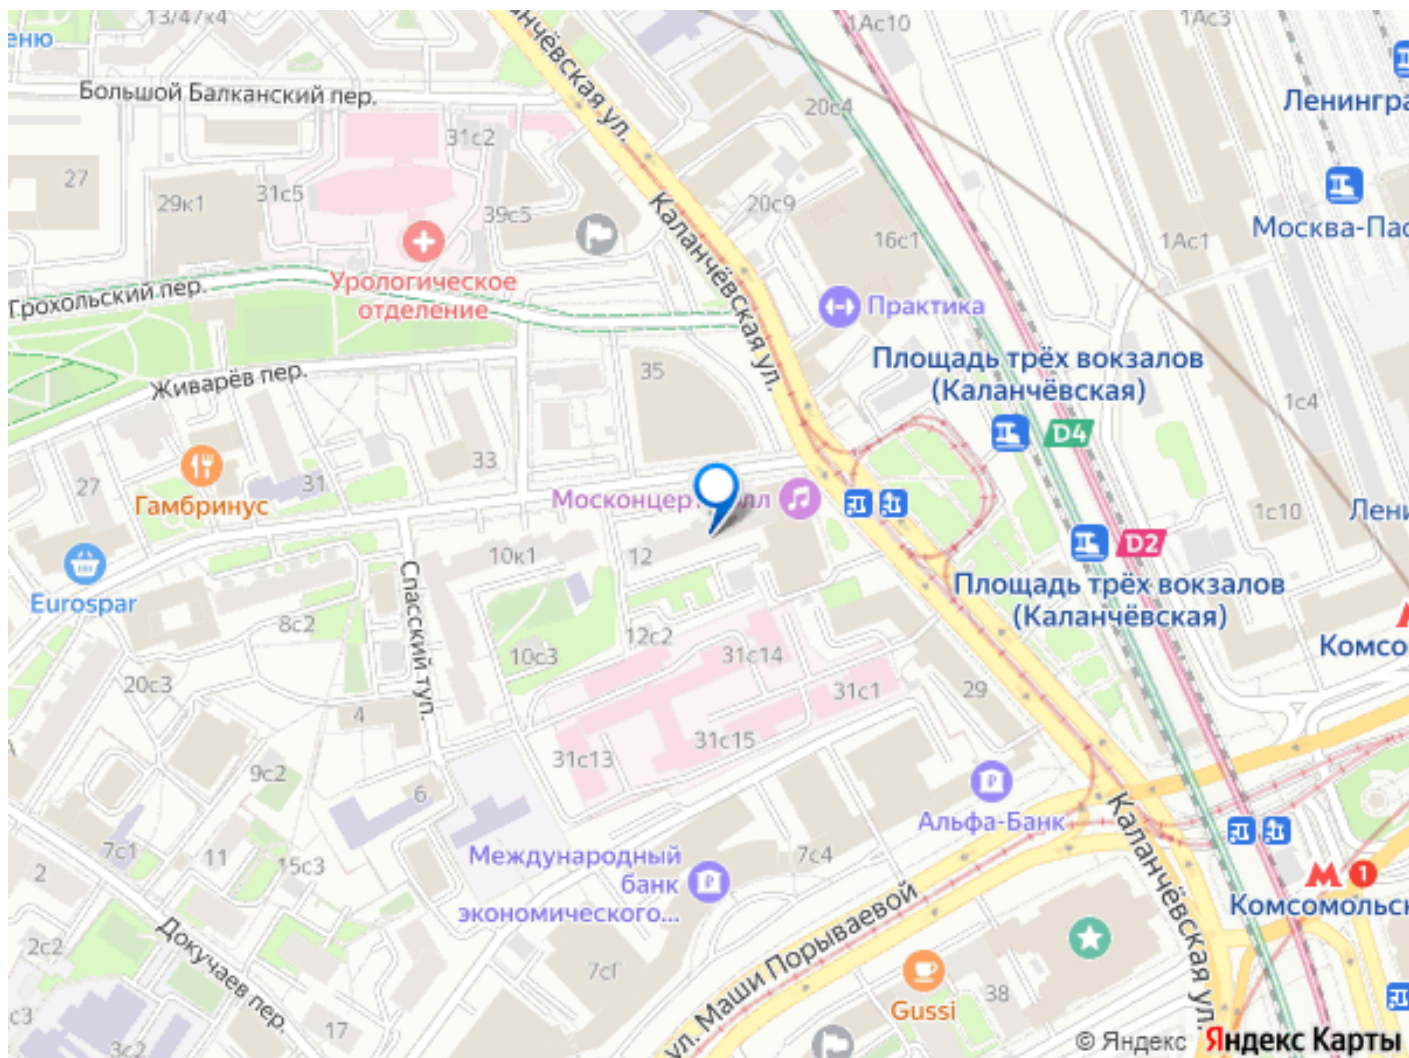 13/47к4
1Ас10
1Ас3
еню
нчёвская ул.
Большой Балканский пер.
20с4
Ленингра
31с2
27
31с5
29к1
39с5
20с9
Каланчёвская ул.
Москва-Пас
16с1
1Ас1
Грохольский пер.
Урологическое
отделение
Практика
Площадь трёх вокзалов
(Каланчёвская)
D4
Живарёв пер.
35
1с4
33
27
31
Гамбринус
Москонцер
лл
1с10
Лени
D2
10к1
12
Площадь трёх вокзалов
(Каланчёвская)
Eurospar
Спасский туп.
8с2
12с2
10с3
31с14
Комсо
20с3
31с1
29
4
31с15
31с13
9с2
6
Альфа-Банк
7с1
11
15с3
2
Международный
банк
экономического...
7с4
М 1
Комсомольск
Каланчёвская ул.
2с2
Докучаев пер.
7с1
ул. Маши Порываевой
38
Gussi
с3
3с2
17
© Яндекс Яндекс Карты